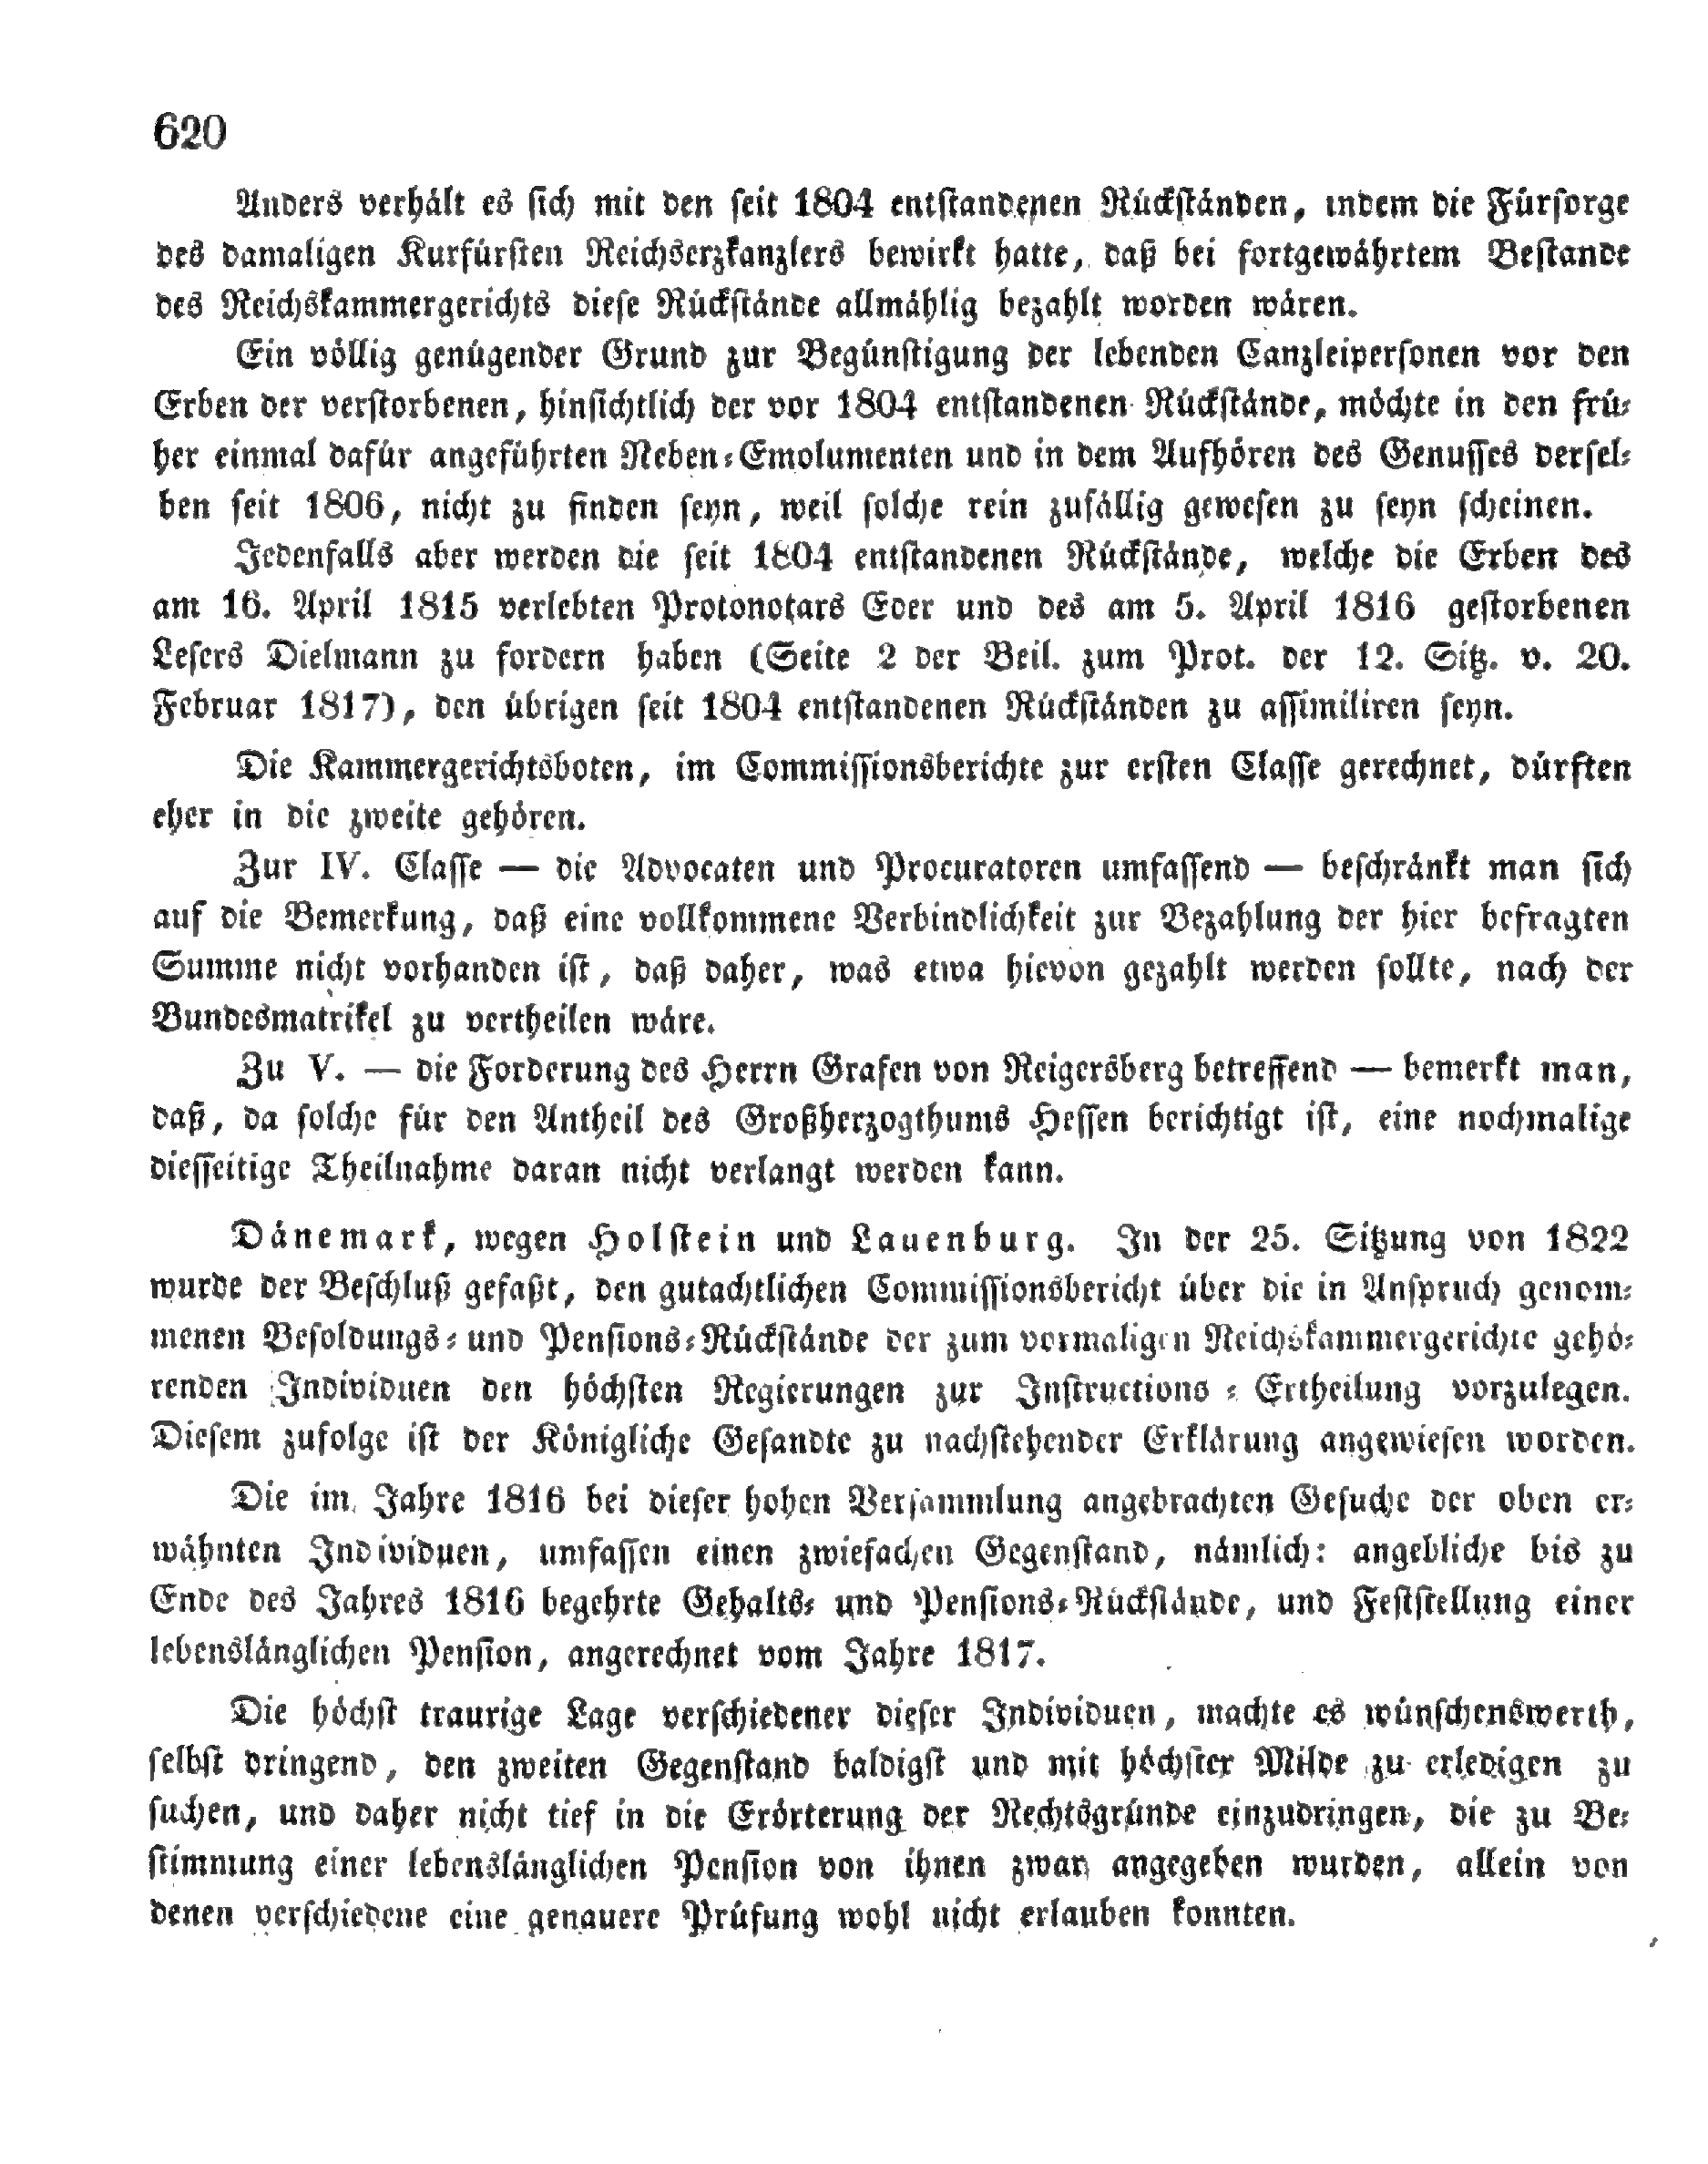 620
Anders verhält es sich mit den seit 1804 entstandenen Rückständen, indem die Fürsorge
des damaligen Kurfürsten Reichserzkanzlers bewirkt hatte, daß bei fortgewährtem Bestande
des Reichskammergerichts diese Rückstände allmählig bezahlt worden wären.
Ein völlig genügender Grund zur Begünstigung der lebenden Canzleipersonen vor den
Erben der verstorbenen, hinsichtlich der vor 1804 entstandenen Rückstände, möchte in den frü-
her einmal dafür angeführten Neben-Emolumenten und in dem Aufhören des Genusses dersel-
ben seit 1806, nicht zu finden seyn, weil solche rein zufällig gewesen zu seyn scheinen.
Jedenfalls aber werden die seit 1804 entstandenen Rückstände, welche die Erben des
am 16. April 1815 verlebten Protonotars Eder und des am 5. April 1816 gestorbenen
Lesers Dielmann zu fordern haben (Seite 2 der Beil. zum Prot. der 12. Sitz. v. 20.
Februar 1817), den übrigen seit 1804 entstandenen Rückständen zu assimiliren seyn.
Die Kammergerichtsboten, im Commissionsberichte zur ersten Classe gerechnet, dürften
eher in die zweite gehören.
Zur IV. Classe — die Advocaten und Procuratoren umfassend — beschränkt man sich
auf die Bemerkung, daß eine vollkommene Verbindlichkeit zur Bezahlung der hier befragten
Summe nicht vorhanden ist, daß daher, was etwa hievon gezahlt werden sollte, nach der
Bundesmatrikel zu vertheilen wäre.
Zu V. — die Forderung des Herrn Grafen von Reigersberg betreffend — bemerkt man,
daß, da solche für den Antheil des Großherzogthums Hessen berichtigt ist, eine nochmalige
diesseitige Theilnahme daran nicht verlangt werden kann.
Dänemark, wegen Holstein und Lauenburg. In der 25. Sitzung von 1822
wurde der Beschluß gefaßt, den gutachtlichen Commissionsbericht über die in Anspruch genom-
menen Besoldungs- und Pensions-Rückstände der zum vormaligen Reichskammergerichte gehö-
renden Individuen den höchsten Regierungen zur Instructions-Ertheilung vorzulegen.
Diesem zufolge ist der Königliche Gesandte zu nachstehender Erklärung angewiesen worden.
Die im Jahre 1816 bei dieser hohen Versammlung angebrachten Gesuche der oben er-
wähnten Individuen, umfassen einen zwiefachen Gegenstand, nämlich: angebliche bis zu
Ende des Jahres 1816 begehrte Gehalts- und Pensions-Rückstände, und Feststellung einer
lebenslänglichen Pension, angerechnet vom Jahre 1817.
Die höchst traurige Lage verschiedener dieser Individuen, machte es wünschenswerth,
selbst dringend, den zweiten Gegenstand baldigst und mit höchster Milde zu erledigen zu
suchen, und daher nicht tief in die Erörterung der Rechtsgründe einzudringen, die zu Be-
stimmung einer lebenslänglichen Pension von ihnen zwar angegeben wurden, allein von
denen verschiedene eine genauere Prüfung wohl nicht erlauben konnten.